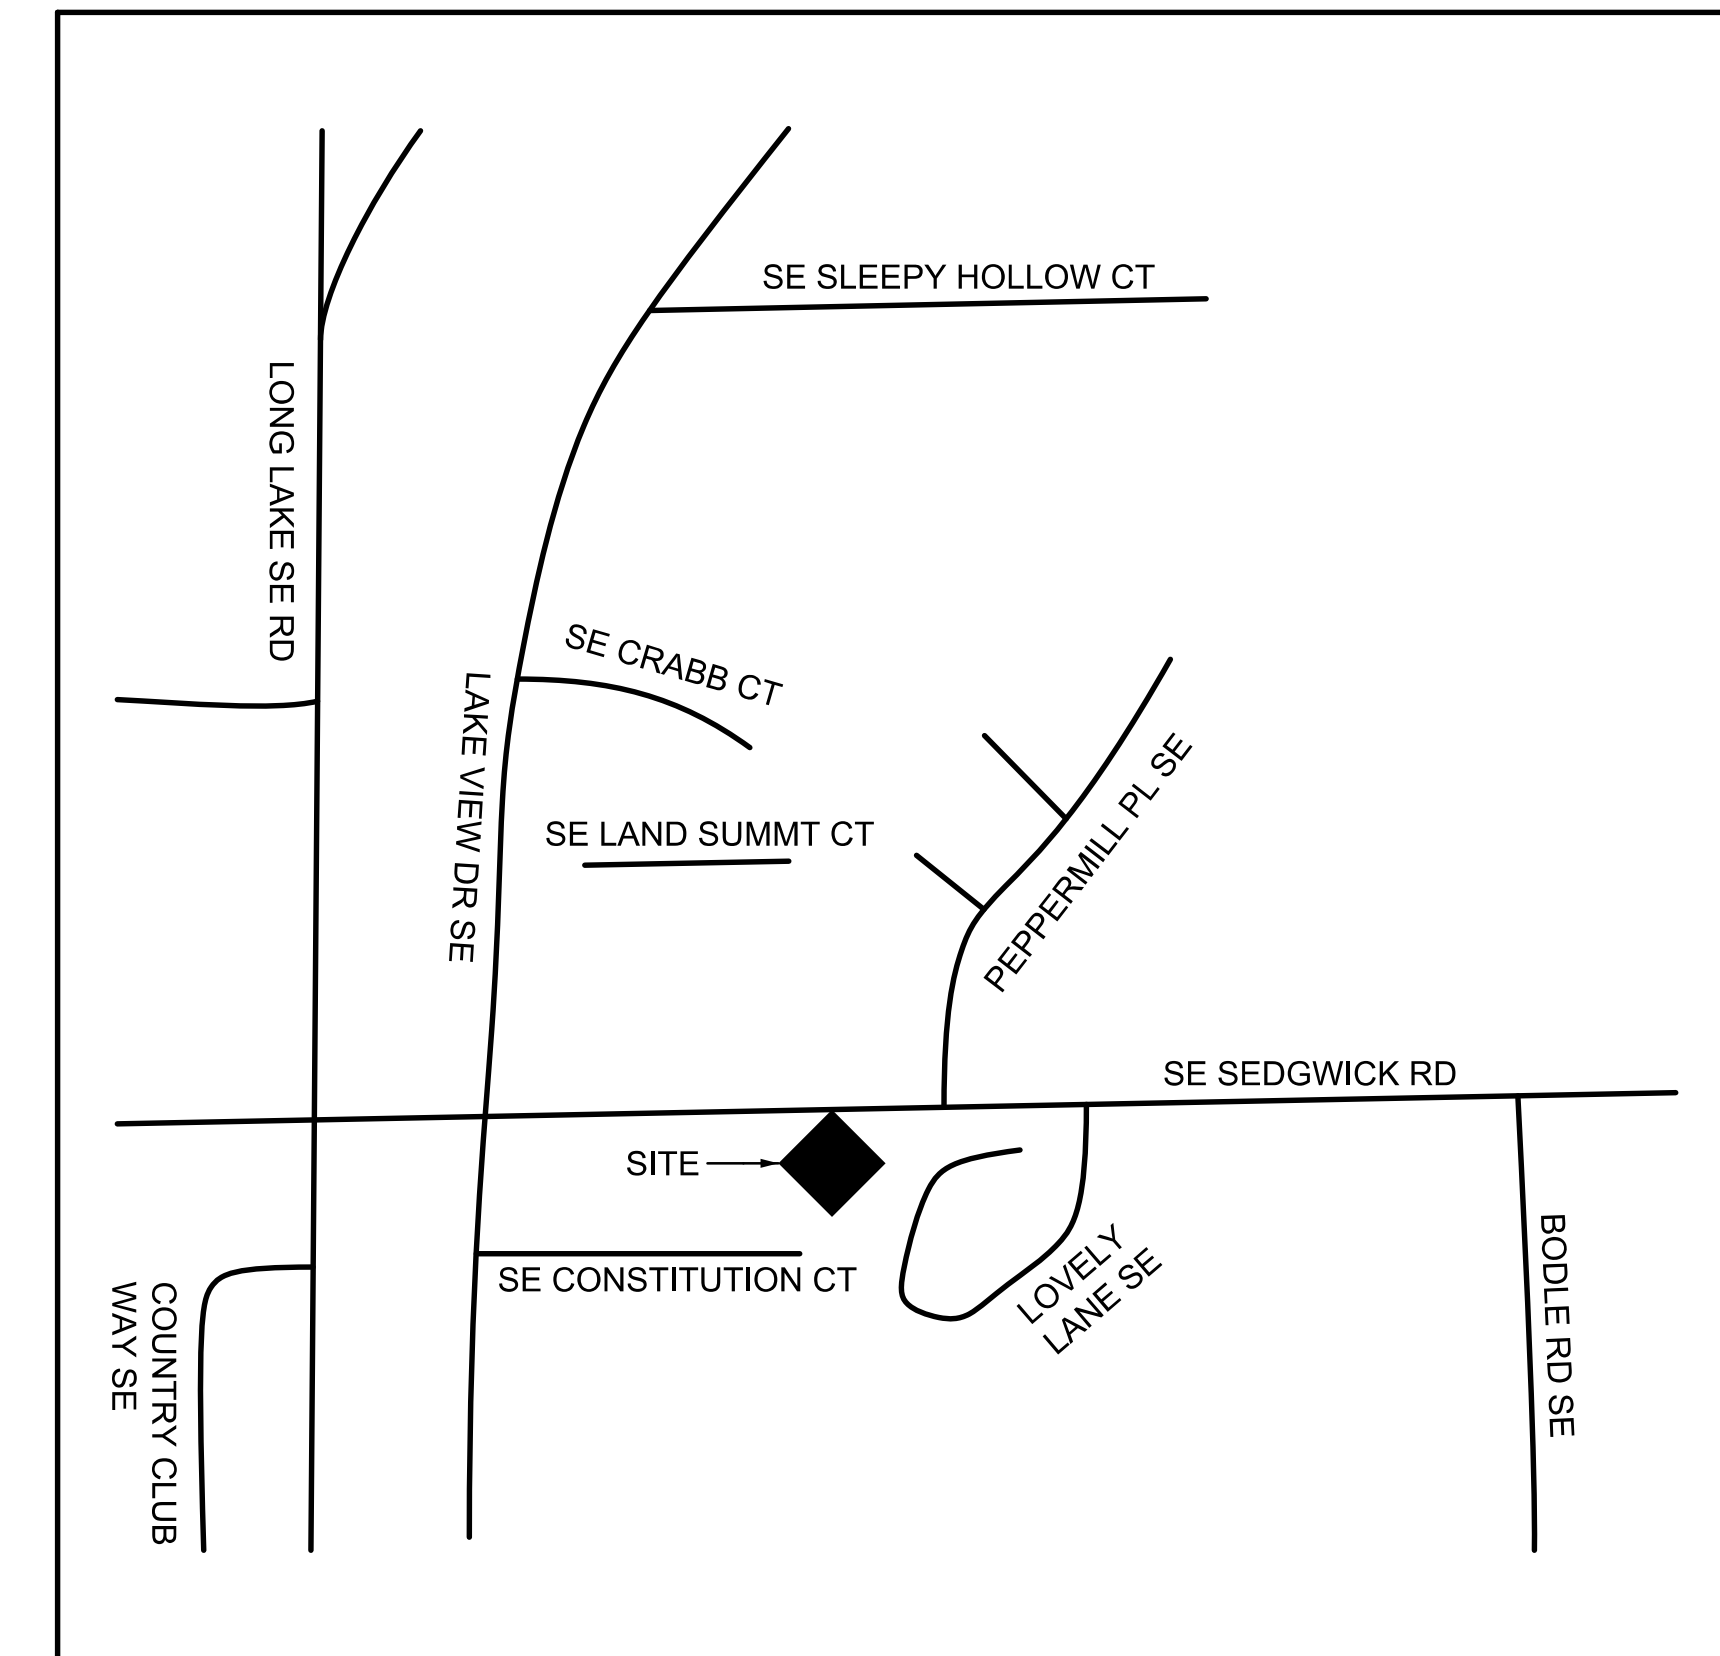 SE SLEEPY HOLLOW CT
LONG LAKE SE RD
SE CRABB CT
LAKE VIEW DR SE
SE LAND SUMMT CT
PEPPERMILL PL SE
SE SEDGWICK RD
SITE
SE CONSTITUTION CT
LOVELY
LANE SE
BODLE RD SE
COUNTRY CLUB
WAY SE